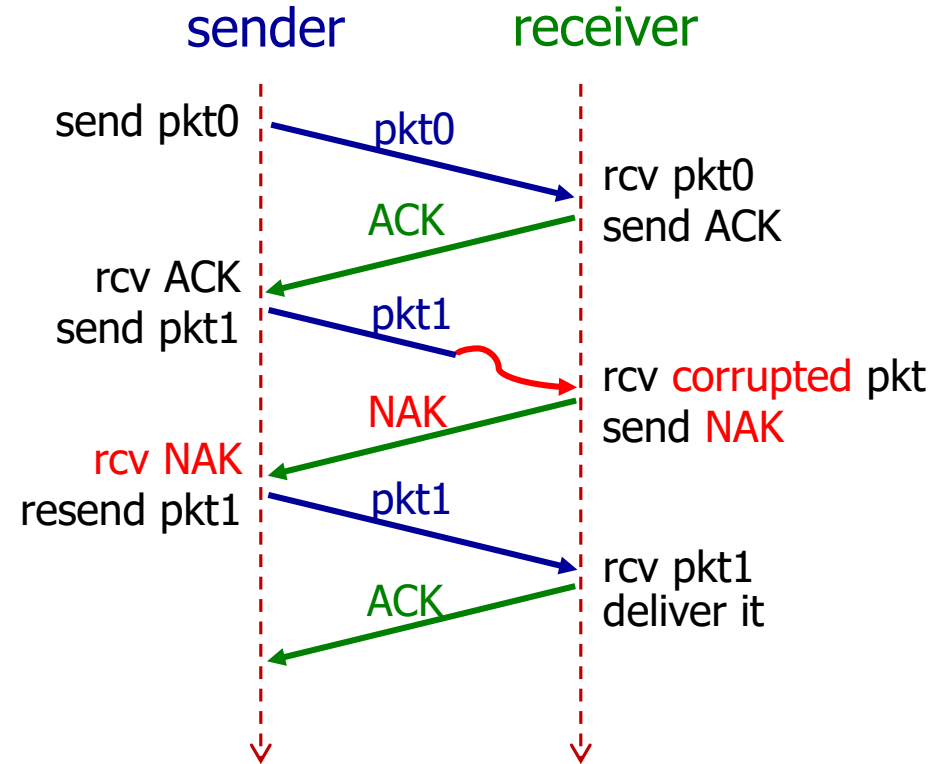 sender
receiver
send pkt0
pkt0
rcv pkt0
send ACK
ACK
rcv ACK
send pkt1
pkt1
rcv corrupted pkt
send NAK
NAK
rcv NAK
resend pkt1
pkt1
rcv pkt1
deliver it
ACK